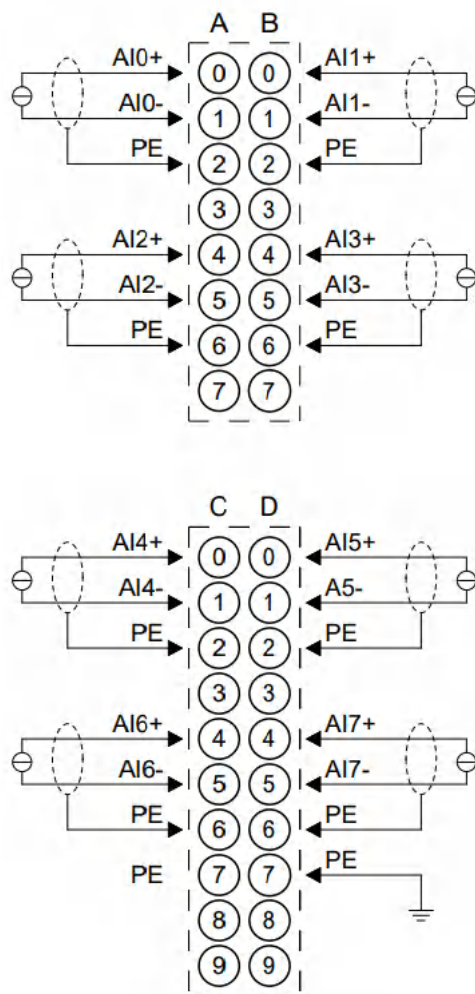 A B
AI0+ 0 0 AI1+
AI0- 1 1 AI1-
PE 2 2 PE
3 3
AI2+ 4 4 AI3+
AI2- 5 5 AI3-
PE 6 6 PE
7 7
C D
AI4+ 0 0 AI5+
AI4- 1 1 A5-
PE 2 2 PE
3 3
AI6+ 4 4 AI7+
AI6- 5 5 AI7-
PE 6 6 PE
PE 7 7 PE
8 8
9 9